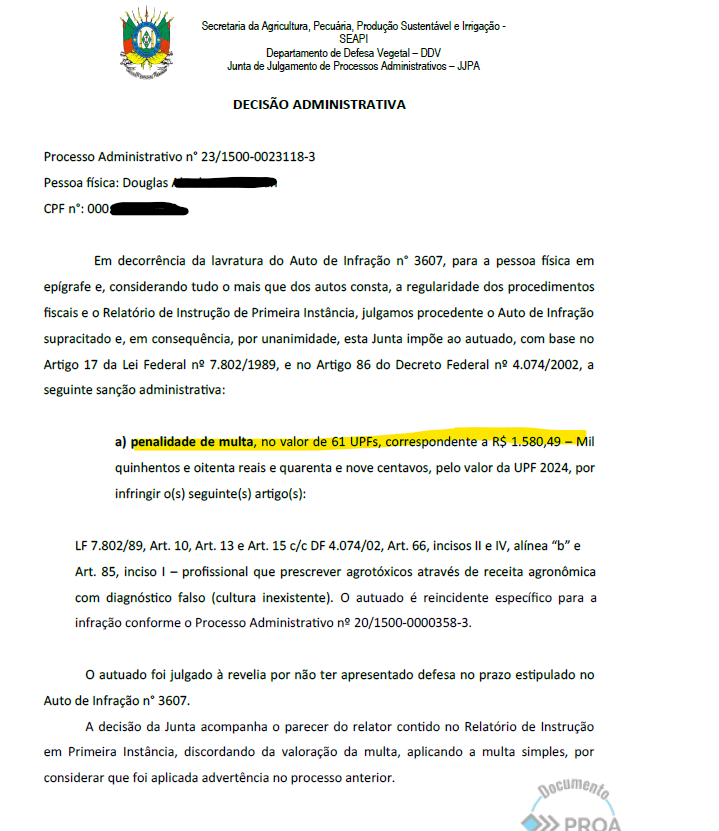 Secretaria da Agricultura, Pecuária, Produção Sustentável e Irrigação -
SEAPI
Departamento de Defesa Vegetal – DDV
Junta de Julgamento de Processos Administrativos – JJPA
DECISÃO ADMINISTRATIVA
Processo Administrativo n° 23/1500-0023118-3
Pessoa física: Douglas
CPF n°: 000
Em decorrência da lavratura do Auto de Infração n° 3607, para a pessoa física em
epígrafe e, considerando tudo o mais que dos autos consta, a regularidade dos procedimentos
fiscais e o Relatório de Instrução de Primeira Instância, julgamos procedente o Auto de Infração
supracitado e, em consequência, por unanimidade, esta Junta impõe ao autuado, com base no
Artigo 17 da Lei Federal nº 7.802/1989, e no Artigo 86 do Decreto Federal nº 4.074/2002, a
seguinte sanção administrativa:
a) penalidade de multa, no valor de 61 UPFs, correspondente a R$ 1.580,49 – Mil
quinhentos e oitenta reais e quarenta e nove centavos, pelo valor da UPF 2024, por
infringir o(s) seguinte(s) artigo(s):
LF 7.802/89, Art. 10, Art. 13 e Art. 15 c/c DF 4.074/02, Art. 66, incisos II e IV, alínea “b” e
Art. 85, inciso I – profissional que prescrever agrotóxicos através de receita agronômica
com diagnóstico falso (cultura inexistente). O autuado é reincidente específico para a
infração conforme o Processo Administrativo nº 20/1500-0000358-3.
O autuado foi julgado à revelia por não ter apresentado defesa no prazo estipulado no
Auto de Infração n° 3607.
A decisão da Junta acompanha o parecer do relator contido no Relatório de Instrução
em Primeira Instância, discordando da valoração da multa, aplicando a multa simples, por
considerar que foi aplicada advertência no processo anterior.
Documento
PROA